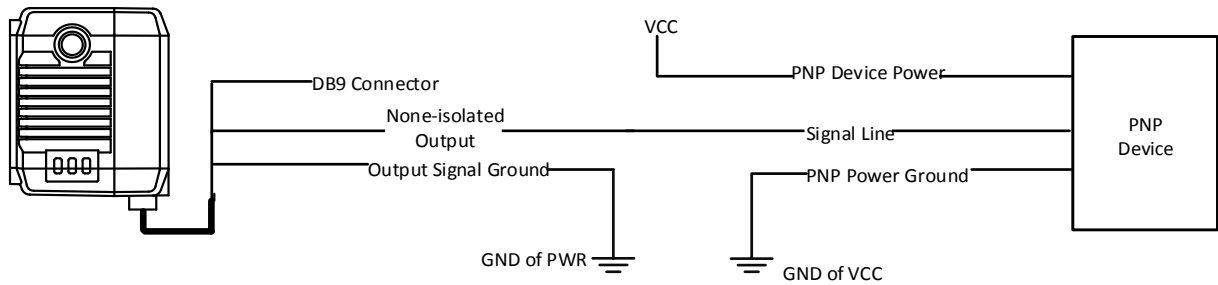 VCC
PNP Device Power
DB9 Connector
None-isolated
Output
Signal Line
PNP
Device
Output Signal Ground
PNP Power Ground
GND of PWR
GND of VCC